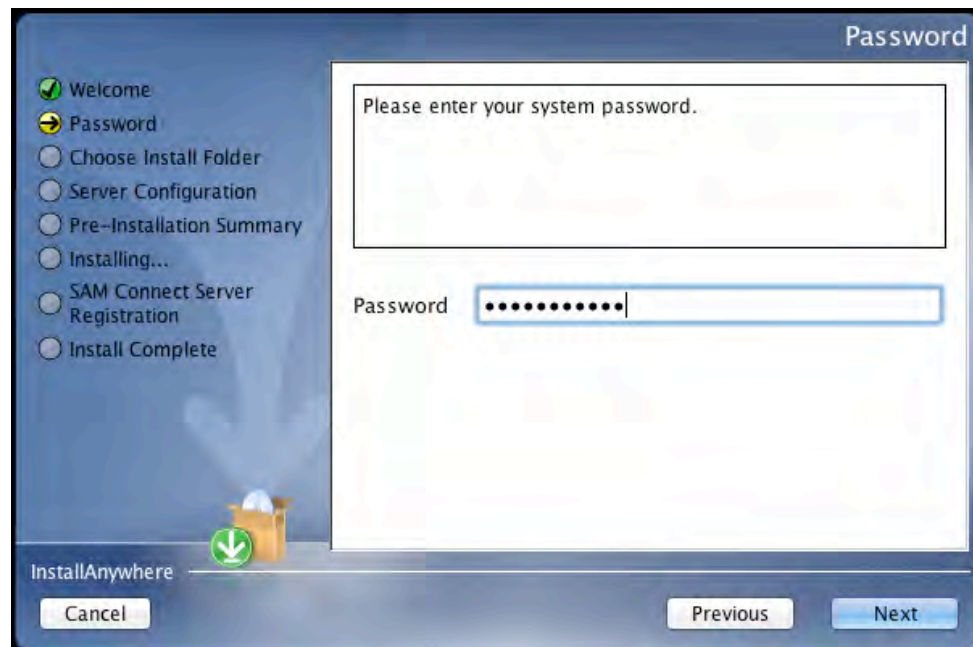 Password
Welcome
Password
Choose Install Folder
Server Configuration
Pre-Installation Summary
Installing...
SAM Connect Server
Registration
Install Complete
Please enter your system password.
Password •••••••••••
InstallAnywhere
Cancel
Previous
Next